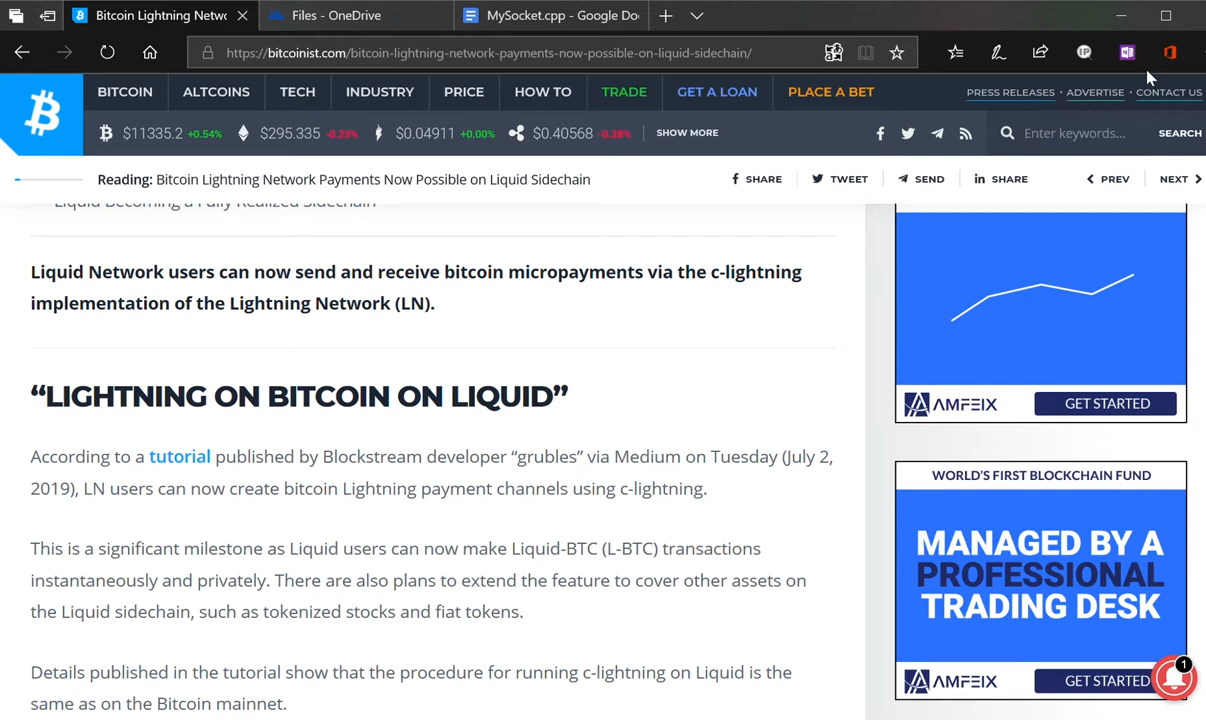 Bitcoin Lightning Netwo
Files - OneDrive
MySocket.cpp - Google Do
https://bitcoinist.com/bitcoin-lightning-network-payments-now-possible-on-liquid-sidechain/
IP
N
BITCOIN ALTCOINS TECH INDUSTRY PRICE HOW TO TRADE GET A LOAN PLACE A BET
PRESS RELEASES · ADVERTISE · CONTACT US
$11335.2 +0.54% $295.335 -0.23% $0.04911 +0.00% $0.40568 -0.28% SHOW MORE
Enter keywords... SEARCH
Reading: Bitcoin Lightning Network Payments Now Possible on Liquid Sidechain
SHARE TWEET SEND SHARE PREV NEXT
Liquid Becoming a Fully Realized Sidechain
Liquid Network users can now send and receive bitcoin micropayments via the c-lightning
implementation of the Lightning Network (LN).
“LIGHTNING ON BITCOIN ON LIQUID”
According to a tutorial published by Blockstream developer “grubles” via Medium on Tuesday (July 2,
2019), LN users can now create bitcoin Lightning payment channels using c-lightning.
This is a significant milestone as Liquid users can now make Liquid-BTC (L-BTC) transactions
instantaneously and privately. There are also plans to extend the feature to cover other assets on
the Liquid sidechain, such as tokenized stocks and fiat tokens.
Details published in the tutorial show that the procedure for running c-lightning on Liquid is the
same as on the Bitcoin mainnet.
AMFEIX GET STARTED
WORLD'S FIRST BLOCKCHAIN FUND
MANAGED BY A
PROFESSIONAL
TRADING DESK
AMFEIX GET STARTED
1